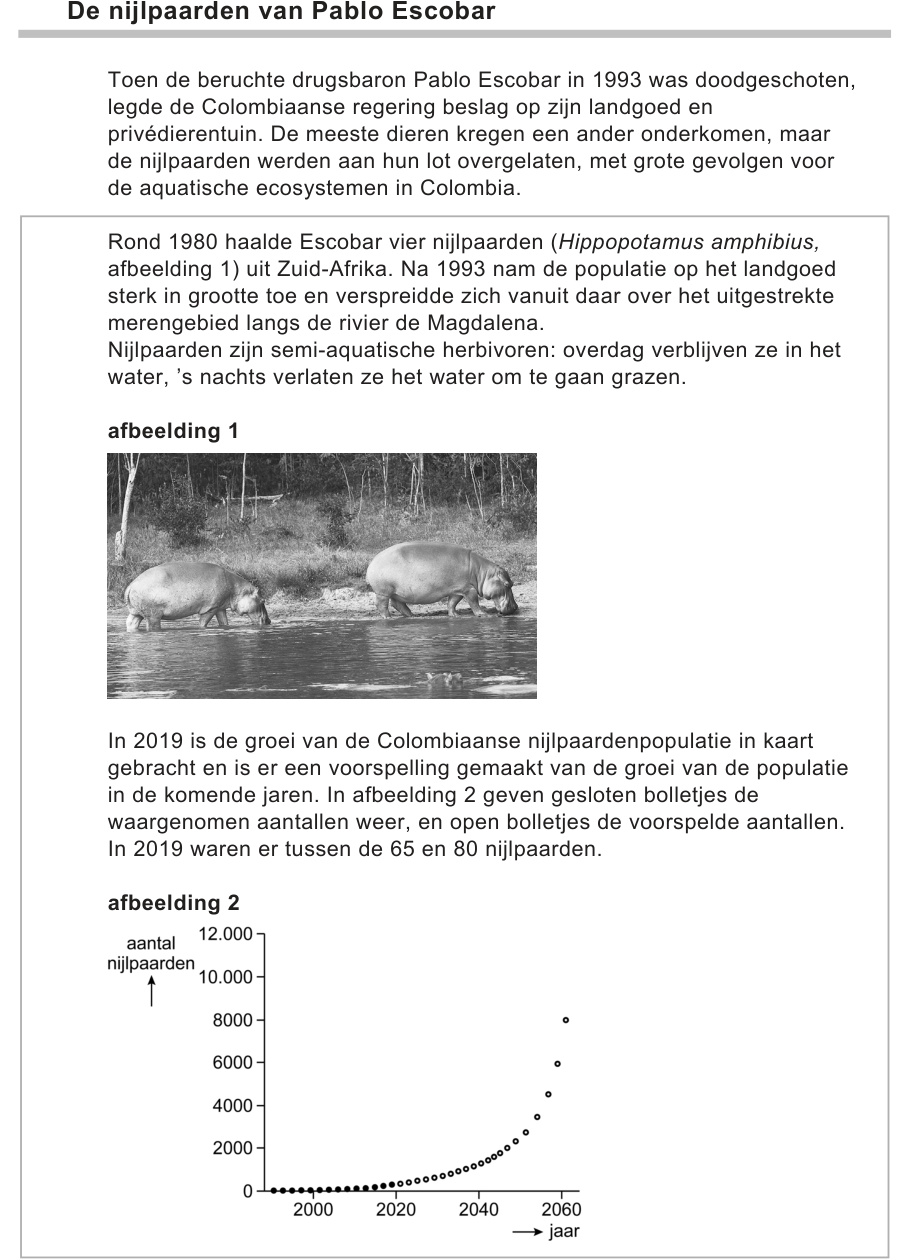 De nijlpaarden van Pablo Escobar
Toen de beruchte drugsbaron Pablo Escobar in 1993 was doodgeschoten,
legde de Colombiaanse regering beslag op zijn landgoed en
privédierentuin. De meeste dieren kregen een ander onderkomen, maar
de nijlpaarden werden aan hun lot overgelaten, met grote gevolgen voor
de aquatische ecosystemen in Colombia.
Rond 1980 haalde Escobar vier nijlpaarden (Hippopotamus amphibius,
afbeelding 1) uit Zuid-Afrika. Na 1993 nam de populatie op het landgoed
sterk in grootte toe en verspreidde zich vanuit daar over het uitgestrekte
merengebied langs de rivier de Magdalena.
Nijlpaarden zijn semi-aquatische herbivoren: overdag verblijven ze in het
water, ’s nachts verlaten ze het water om te gaan grazen.
afbeelding 1
In 2019 is de groei van de Colombiaanse nijlpaardenpopulatie in kaart
gebracht en is er een voorspelling gemaakt van de groei van de populatie
in de komende jaren. In afbeelding 2 geven gesloten bolletjes de
waargenomen aantallen weer, en open bolletjes de voorspelde aantallen.
In 2019 waren er tussen de 65 en 80 nijlpaarden.
afbeelding 2
aantal
nijlpaarden
12.000
10.000
8000
6000
4000
2000
0
2000 2020 2040 2060
jaar